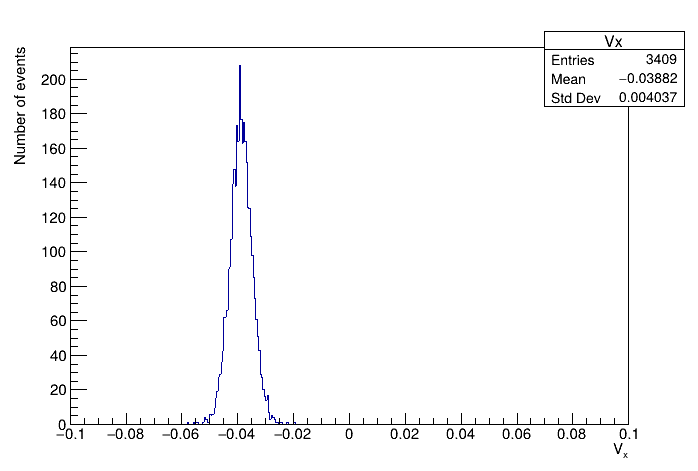 Vx
Entries 3409
Mean −0.03882
Std Dev 0.004037
Number of events
200
180
160
140
120
100
80
60
40
20
0
−0.1 −0.08 −0.06 −0.04 −0.02 0 0.02 0.04 0.06 0.08 0.1
Vₓ